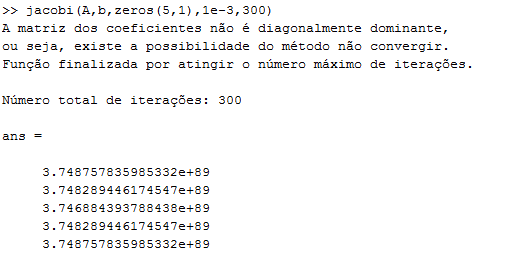 >> jacobi(A,b,zeros(5,1),1e-3,300)
A matriz dos coeficientes não é diagonalmente dominante,
ou seja, existe a possibilidade do método não convergir.
Função finalizada por atingir o número máximo de iterações.
Número total de iterações: 300
ans =
3.748757835985332e+89
3.748289446174547e+89
3.746884393788438e+89
3.748289446174547e+89
3.748757835985332e+89